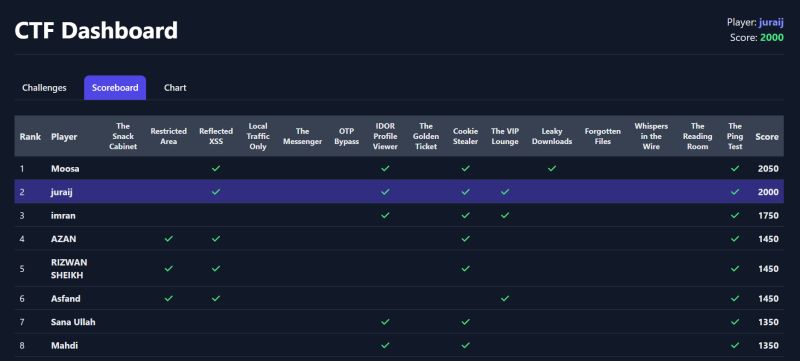 CTF Dashboard
Player: juraij
Score: 2000
Challenges Scoreboard Chart
Rank Player The Snack Cabinet Restricted Area Reflected XSS Local Traffic Only The Messenger OTP Bypass IDOR Profile Viewer The Golden Ticket Cookie Stealer The VIP Lounge Leaky Downloads Forgotten Files Whispers in the Wire The Reading Room The Ping Test Score
1 Moosa ✓ ✓ ✓ ✓ ✓ 2050
2 juraij ✓ ✓ ✓ ✓ ✓ 2000
3 imran ✓ ✓ ✓ ✓ 1750
4 AZAN ✓ ✓ ✓ ✓ 1450
5 RIZWAN SHEIKH ✓ ✓ ✓ ✓ 1450
6 Asfand ✓ ✓ ✓ ✓ 1450
7 Sana Ullah ✓ ✓ ✓ 1350
8 Mahdi ✓ ✓ ✓ 1350